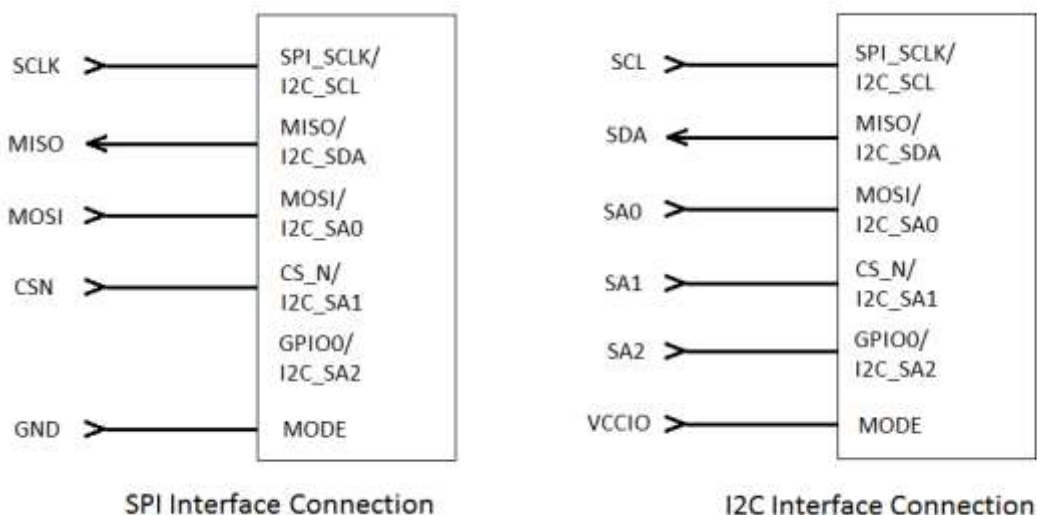 SCLK
SPI_SCLK/
I2C_SCL
MISO
MISO/
I2C_SDA
MOSI
MOSI/
I2C_SA0
CSN
CS_N/
I2C_SA1
GPIO0/
I2C_SA2
GND
MODE
SPI Interface Connection
SCL
SPI_SCLK/
I2C_SCL
SDA
MISO/
I2C_SDA
SA0
MOSI/
I2C_SA0
SA1
CS_N/
I2C_SA1
SA2
GPIO0/
I2C_SA2
VCCIO
MODE
I2C Interface Connection